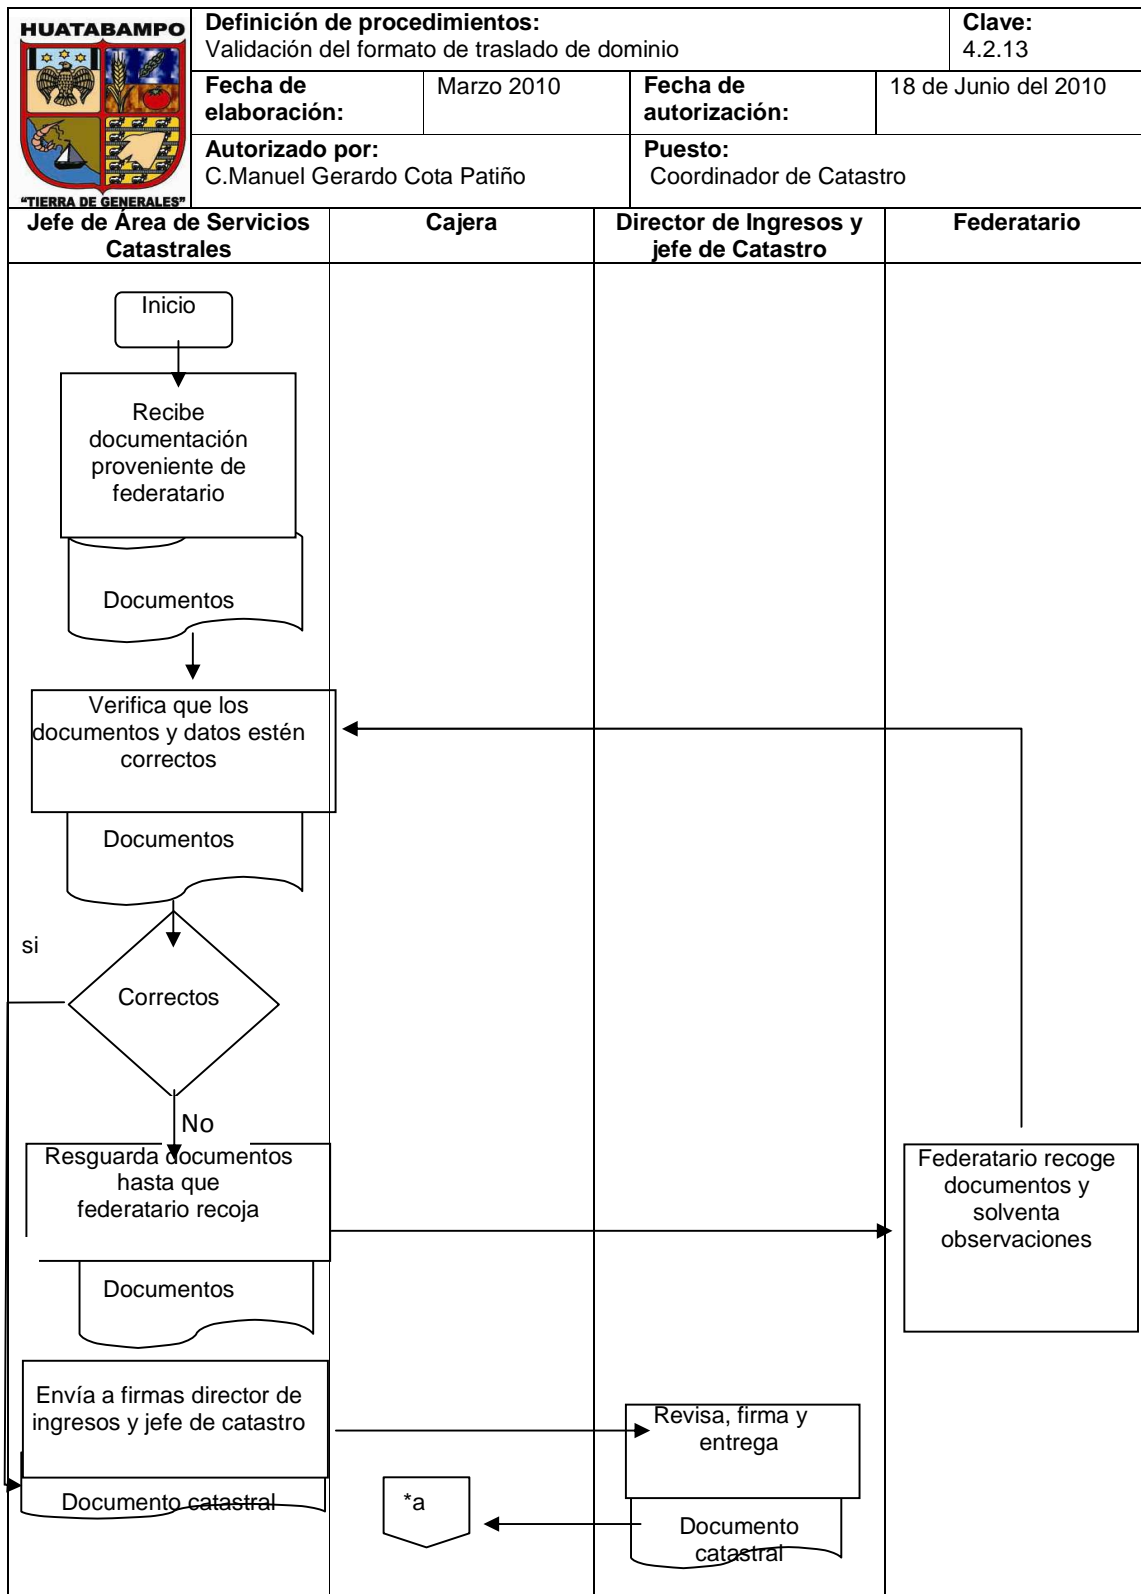 HUATABAMPO
"TIERRA DE GENERALES"
Definición de procedimientos:
Validación del formato de traslado de dominio
Clave:
4.2.13
Fecha de
elaboración:
Marzo 2010
Fecha de
autorización:
18 de Junio del 2010
Autorizado por:
C.Manuel Gerardo Cota Patiño
Puesto:
Coordinador de Catastro
Jefe de Área de Servicios
Catastrales
Cajera
Director de Ingresos y
jefe de Catastro
Federatario
Inicio
Recibe
documentación
proveniente de
federatario
Documentos
Verifica que los
documentos y datos estén
correctos
Documentos
si
Correctos
No
Resguarda documentos
hasta que
federatario recoja
Documentos
Federatario recoge
documentos y
solventa
observaciones
Envía a firmas director de
ingresos y jefe de catastro
Documento catastral
Revisa, firma y
entrega
Documento
catastral
*a